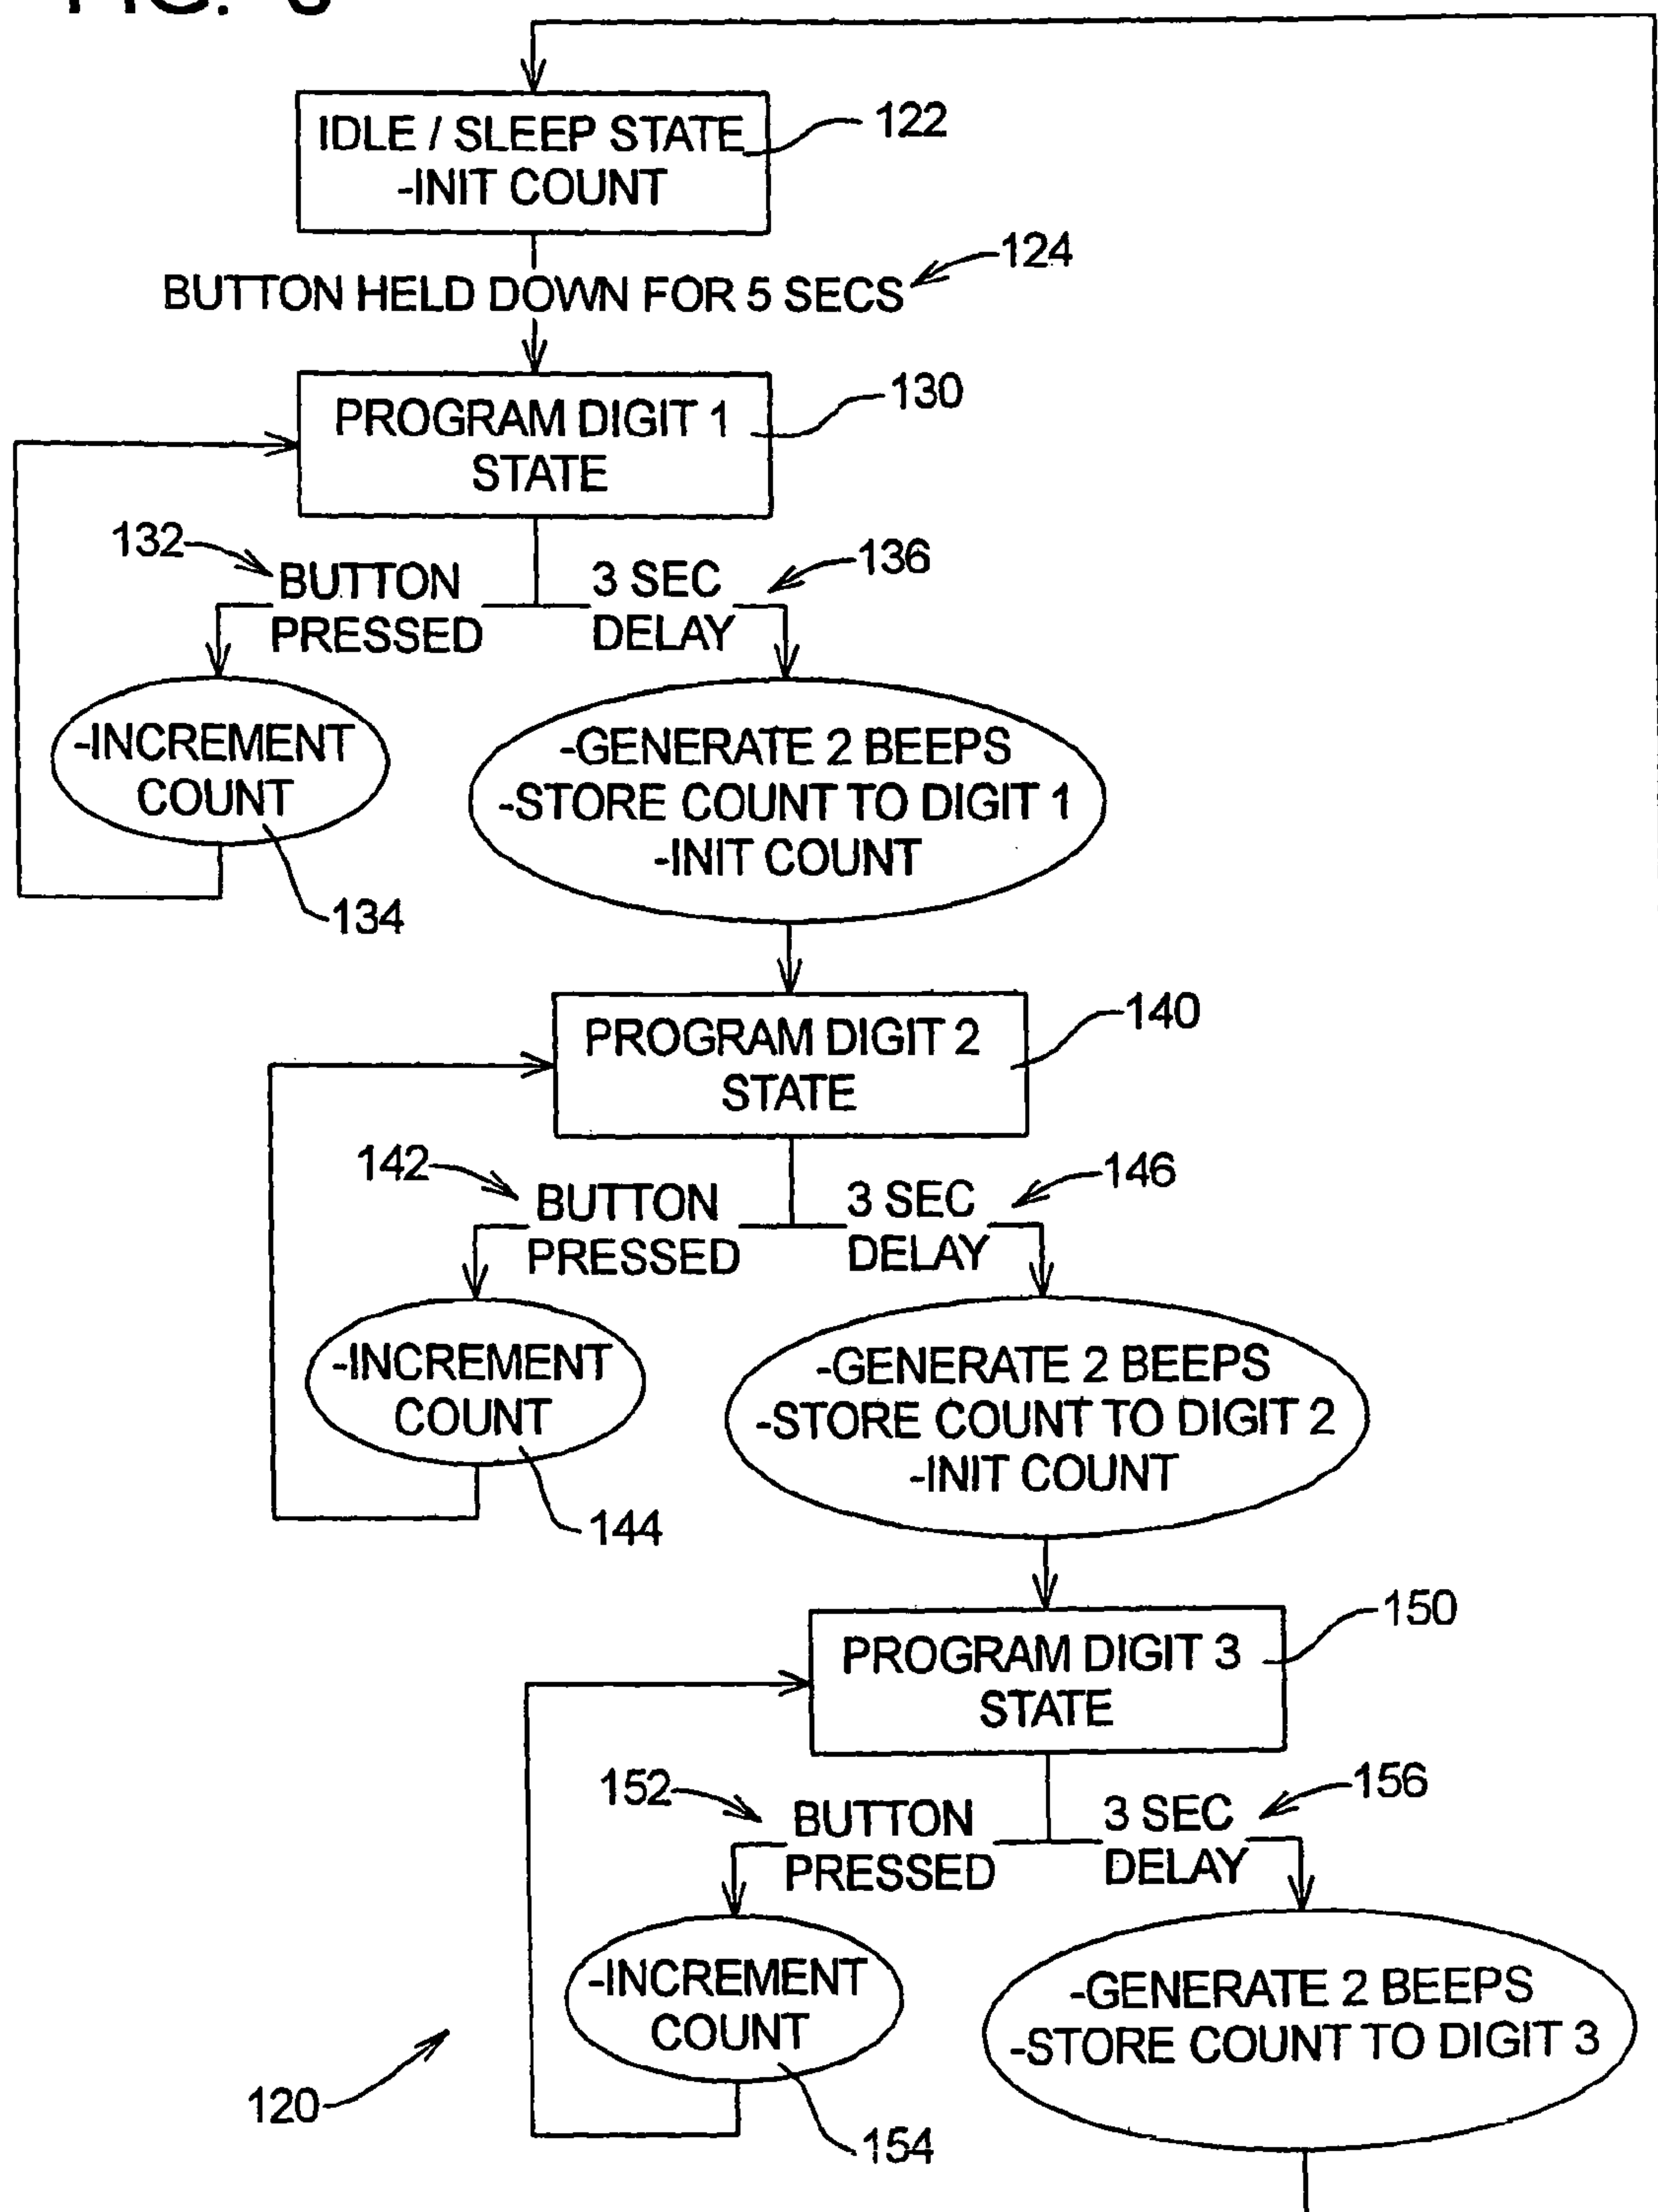 IDLE / SLEEP STATE
-INIT COUNT
122
BUTTON HELD DOWN FOR 5 SECS
124
PROGRAM DIGIT 1
STATE
130
132
BUTTON
PRESSED
3 SEC
DELAY
136
-INCREMENT
COUNT
134
-GENERATE 2 BEEPS
-STORE COUNT TO DIGIT 1
-INIT COUNT
PROGRAM DIGIT 2
STATE
140
142
BUTTON
PRESSED
3 SEC
DELAY
146
-INCREMENT
COUNT
144
-GENERATE 2 BEEPS
-STORE COUNT TO DIGIT 2
-INIT COUNT
PROGRAM DIGIT 3
STATE
150
152
BUTTON
PRESSED
3 SEC
DELAY
156
-INCREMENT
COUNT
154
-GENERATE 2 BEEPS
-STORE COUNT TO DIGIT 3
120